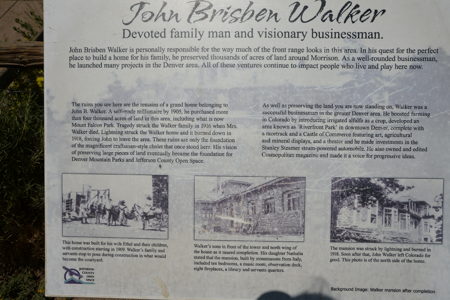 John Brisben Walker
Devoted family man and visionary businessman.
John Brisben Walker is personally responsible for the way much of the front range looks in this area. In his quest for the perfect
place to build a home for his family, he preserved thousands of acres of land around Morrison. As a well-rounded businessman,
he launched many projects in the Denver area. All of these ventures continue to impact people who live and play here now.
The ruins you see here are the remains of a grand home belonging to
John B. Walker. A self-made millionaire by 1905, he purchased more
than four thousand acres of land in this area, including what is now
Mount Falcon Park. Tragedy struck the Walker family in 1916 when Mrs.
Walker died. Lightning struck the Walker home and it burned down in
1918, forcing John to leave the area. These ruins are only the foundation
of the magnificent craftsman-style that once stood here. His vision
of preserving large pieces of land eventually became the foundation for
Denver Mountain Parks and Jefferson County Open Space.
As well as preserving the land you are now standing on, Walker was a
successful businessman in the greater Denver area. He boosted farming
in Colorado by introducing irrigated alfalfa as a crop, developed an
area known as 'Riverfront Park' in downtown Denver, complete with
a racetrack and a Castle of Commerce featuring art, agricultural
and mineral displays, and a theater and he made investments in the
Stanley Steamer steam-powered automobile. He also owned and edited
Cosmopolitan magazine and made it a voice for progressive ideas.
This home was built for his wife Ethel and their children,
with construction starting in 1909. Walker's family and
servants stop to pose during construction in what would
become the courtyard.
Walker's sons in front of the tower and north wing of
the house as it neared completion. His daughter Nathalia
stated that the mansion, built by stonemasons from Italy,
included ten bedrooms, a music room, observation deck,
eight fireplaces, a library and servants quarters.
The mansion was struck by lightning and burned in
1918. Soon after that, John Walker left Colorado for
good. This photo is of the north side of the home.
JEFFERSON
COUNTY
OPEN
SPACE
Background Image: Walker mansion after completion